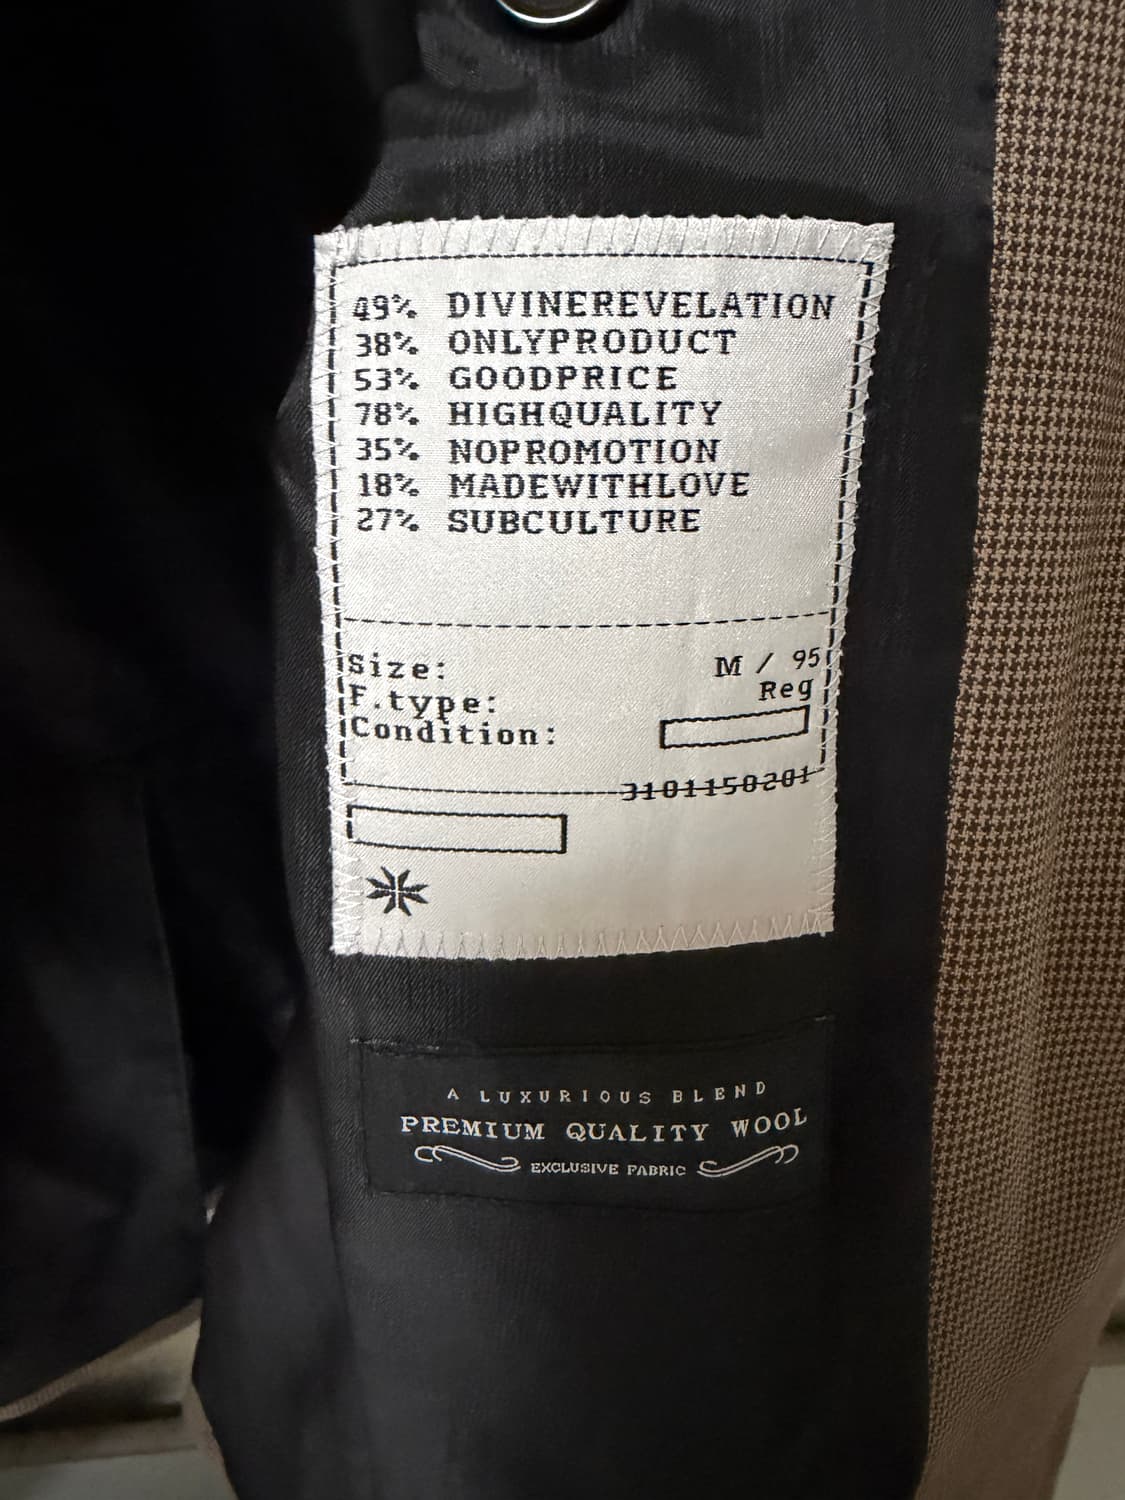 49% DIVINEREVELATION
38% ONLYPRODUCT
53% GOODPRICE
78% HIGHQUALITY
35% NOPROMOTION
18% MADEWITHLOVE
27% SUBCULTURE
Size: M / 95
F.type: Reg
Condition:
3101150201
A LUXURIOUS BLEND
PREMIUM QUALITY WOOL
EXCLUSIVE FABRIC